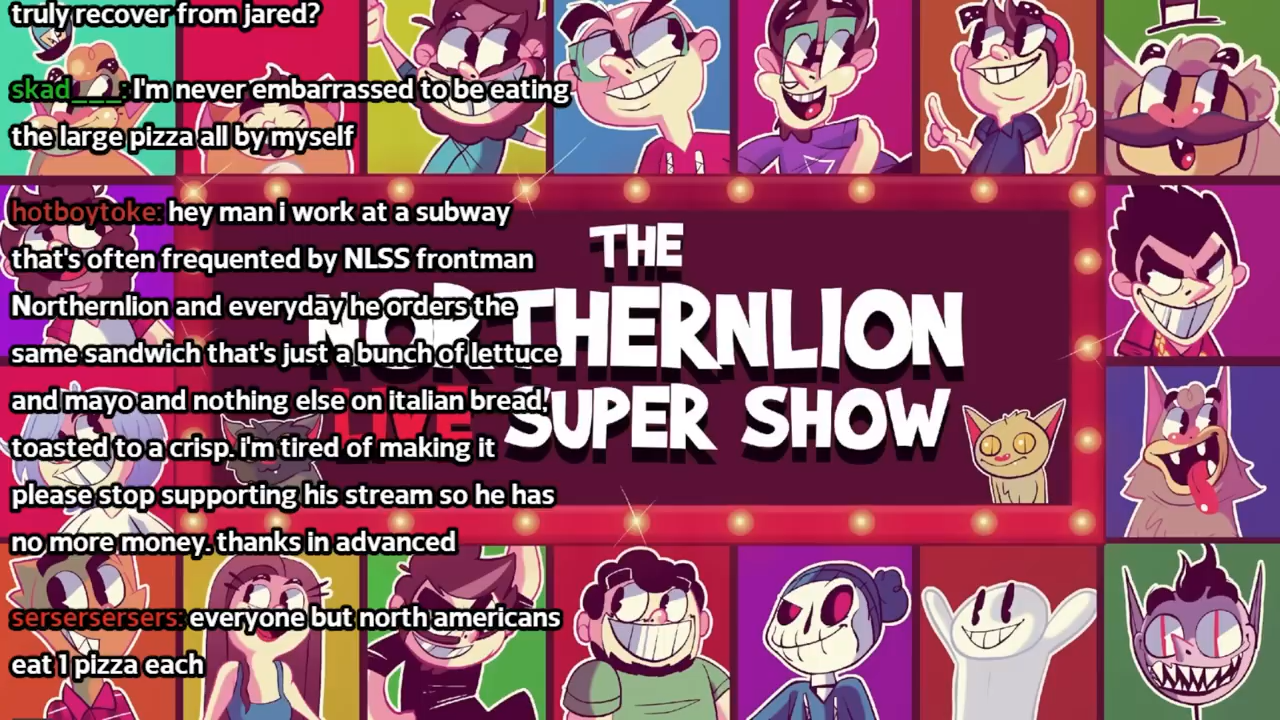 truly recover from jared?
skad___: I'm never embarrassed to be eating
the large pizza all by myself
hotboytoke: hey man i work at a subway
that's often frequented by NLSS frontman
Northernlion and everyday he orders the
same sandwich that's just a bunch of lettuce
and mayo and nothing else on italian bread,
toasted to a crisp. i'm tired of making it
please stop supporting his stream so he has
no more money. thanks in advanced
sersersersers: everyone but north americans
eat 1 pizza each
THE
NORTHERNLION
LIVE SUPER SHOW